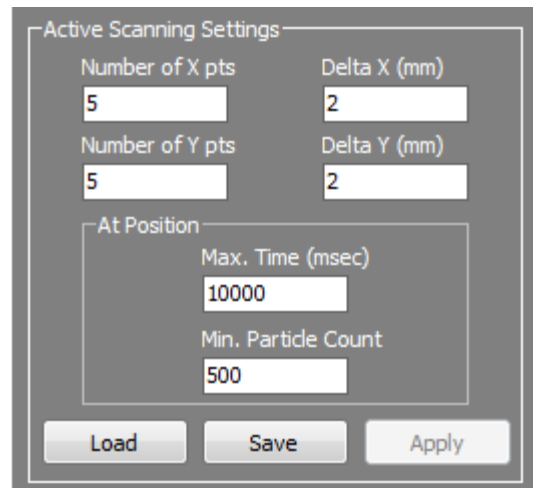 Active Scanning Settings
Number of X pts Delta X (mm)
5 2
Number of Y pts Delta Y (mm)
5 2
At Position
Max. Time (msec)
10000
Min. Particle Count
500
Load Save Apply